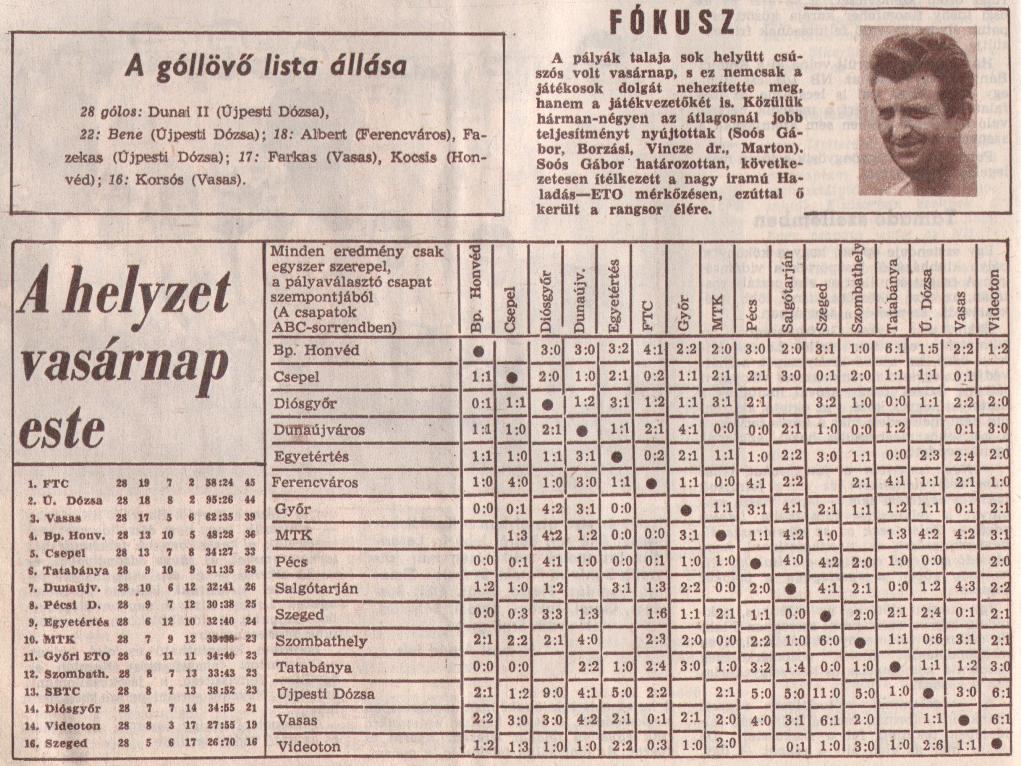 A góllövő lista állása
28 gólos: Dunai II (Újpesti Dózsa),
22: Bene (Újpesti Dózsa); 18: Albert (Ferencváros), Fa-
zekas (Újpesti Dózsa); 17: Farkas (Vasas), Kocsis (Hon-
véd); 16: Korsós (Vasas).
FÓKUSZ
A pályák talaja sok helyütt csú-
szós volt vasárnap, s ez nemcsak a
játékosok dolgát nehezítette meg,
hanem a játékvezetőkét is. Közülük
hárman-négyen az átlagosnál jobb
teljesítményt nyújtottak (Soós Gá-
bor, Borzási, Vincze dr., Marton).
Soós Gábor határozottan, követke-
zetesen ítélkezett a nagy iramú Ha-
ladás—ETO mérkőzésen, ezúttal ő
került a rangsor élére.
A helyzet
vasárnap
este
1. FTC 28 19 7 2 58:24 45
2. Ú. Dózsa 28 18 8 2 95:26 44
3. Vasas 28 17 5 6 62:35 39
4. Bp. Honv. 28 13 10 5 48:28 36
5. Csepel 28 13 7 8 34:27 33
6. Tatabánya 28 9 10 9 31:35 28
7. Dunaújv. 28 10 6 12 32:41 26
8. Pécsi D. 28 9 7 12 30:38 25
9. Egyetértés 28 6 12 10 32:40 24
10. MTK 28 7 9 12 23
11. Győri ETO 28 6 11 11 34:40 23
12. Szombath. 28 8 7 13 33:43 23
13. SBTC 28 8 7 13 38:52 23
14. Diósgyőr 28 7 7 14 34:55 21
14. Videoton 28 8 3 17 27:55 19
16. Szeged 28 5 6 17 26:70 16
Minden eredmény csak
egyszer szerepel,
a pályaválasztó csapat
szempontjából
(A csapatok
ABC-sorrendben)
Bp. Honvéd Csepel Diósgyőr Dunaújv. Egyetértés FTC Győr MTK Pécs Salgótarján Szeged Szombathely Tatabánya Ú. Dózsa Vasas Videoton
Bp. Honvéd ● 3:0 3:0 3:2 4:1 2:2 2:0 3:0 2:0 3:1 1:0 6:1 1:5 2:2 1:2
Csepel 1:1 ● 2:0 1:0 2:1 0:2 1:1 2:1 2:1 3:0 0:1 2:0 1:1 1:1 0:1
Diósgyőr 0:1 1:1 ● 1:2 3:1 1:2 1:1 3:1 2:1 3:2 1:0 0:0 1:1 2:2 2:0
Dunaújváros 1:1 1:0 2:1 ● 1:1 2:1 4:1 0:0 0:0 2:1 1:0 0:0 1:2 0:1 3:0
Egyetértés 1:1 1:0 1:1 3:1 ● 0:2 2:1 1:1 1:0 2:2 3:0 1:1 0:0 2:3 2:4 2:0
Ferencváros 1:0 4:0 1:0 3:0 1:1 ● 1:1 0:0 4:1 2:2 2:1 4:1 1:1 2:1 1:0
Győr 0:0 0:1 4:2 3:1 0:0 ● 1:1 3:1 4:1 2:1 1:1 1:2 1:1 0:1 2:1
MTK 1:3 4:2 1:2 0:0 0:0 3:1 ● 1:1 4:2 1:0 1:3 4:2 4:2 3:1
Pécs 0:0 0:1 4:1 1:0 0:0 0:1 1:0 1:0 ● 4:0 4:2 2:0 1:0 0:0 2:0
Salgótarján 1:2 1:0 1:2 3:1 1:3 2:2 0:0 2:0 ● 4:1 2:1 0:0 1:2 4:3 2:2
Szeged 0:0 0:3 3:3 1:3 1:6 1:1 2:1 1:1 0:0 ● 2:0 2:1 2:4 0:1 2:1
Szombathely 2:1 2:2 2:1 4:0 2:3 2:0 0:0 2:2 1:0 6:0 ● 1:1 0:6 3:1 2:1
Tatabánya 0:0 0:0 2:2 1:0 2:4 3:0 1:0 3:2 1:4 0:0 1:0 ● 1:1 1:2 3:0
Újpesti Dózsa 2:1 1:2 9:0 4:1 5:0 2:2 2:1 5:0 5:0 11:0 5:0 1:0 ● 3:0 6:1
Vasas 2:2 3:0 3:0 4:2 2:1 0:1 2:1 2:0 4:0 3:1 6:1 2:0 1:1 ● 6:1
Videoton 1:2 1:3 1:0 1:0 2:2 0:3 1:0 2:0 0:1 1:0 3:0 1:0 2:6 1:1 ●